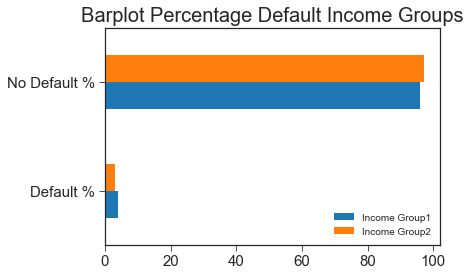 Barplot Percentage Default Income Groups
No Default %
Default %
Income Group1
Income Group2
0 20 40 60 80 100